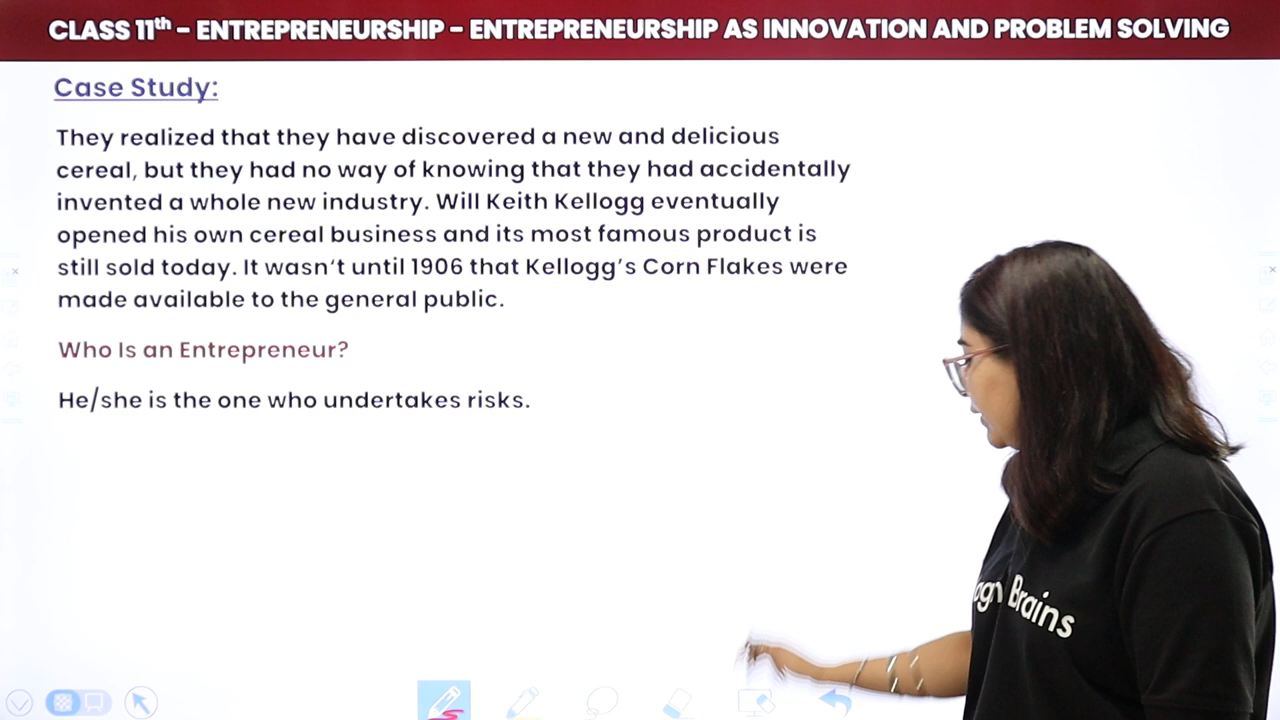 CLASS 11th – ENTREPRENEURSHIP – ENTREPRENEURSHIP AS INNOVATION AND PROBLEM SOLVING
Case Study:
They realized that they have discovered a new and delicious
cereal, but they had no way of knowing that they had accidentally
invented a whole new industry. Will Keith Kellogg eventually
opened his own cereal business and its most famous product is
still sold today. It wasn't until 1906 that Kellogg's Corn Flakes were
made available to the general public.
Who Is an Entrepreneur?
He/she is the one who undertakes risks.
Brains